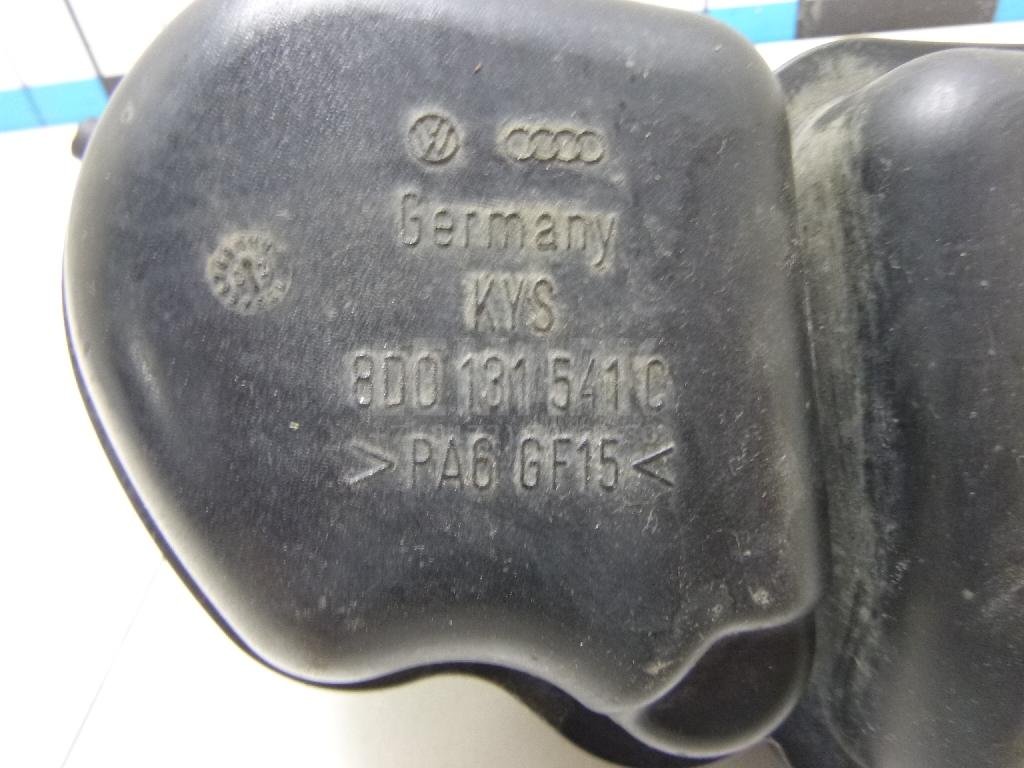 Germany
KYS
8D0 131 541 C
>PA6 GF15<